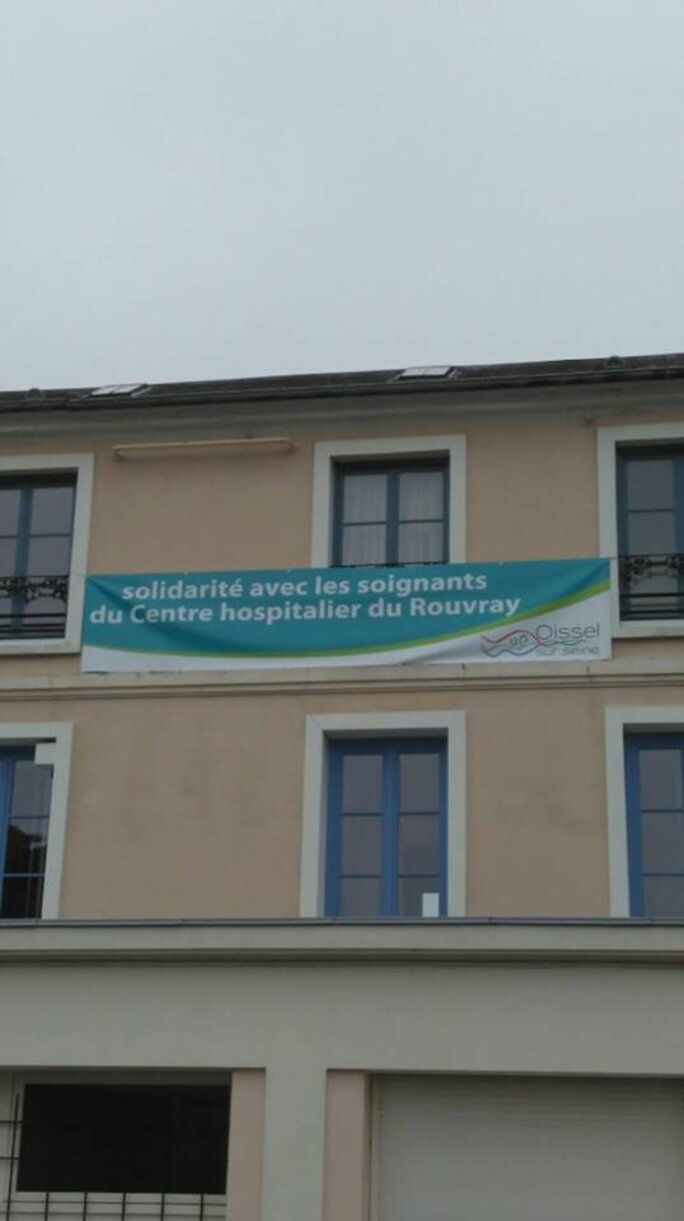 solidarité avec les soignants
du Centre hospitalier du Rouvray
Oissel
sur seine